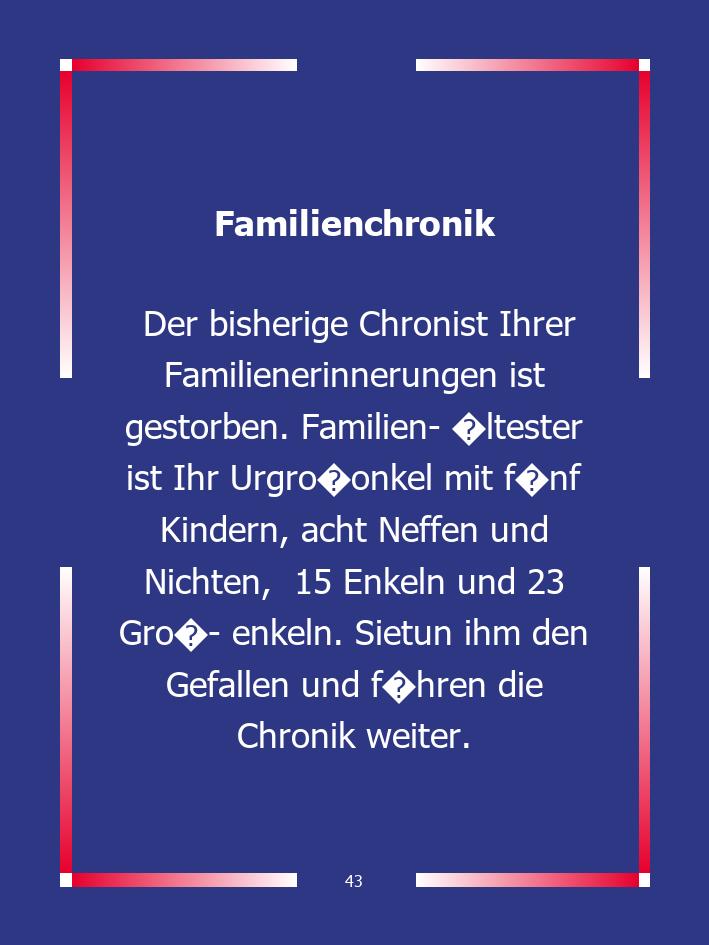 Familienchronik
Der bisherige Chronist Ihrer
Familienerinnerungen ist
gestorben. Familien- �ltester
ist Ihr Urgro�onkel mit f�nf
Kindern, acht Neffen und
Nichten,  15 Enkeln und 23
Gro�- enkeln. Sietun ihm den
Gefallen und f�hren die
Chronik weiter.
43